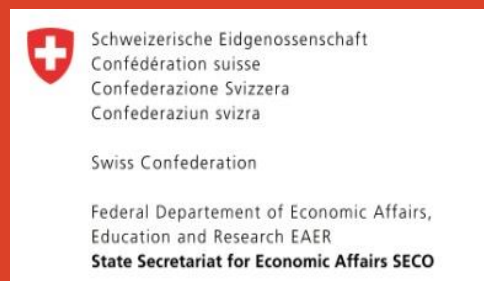 Schweizerische Eidgenossenschaft
Confédération suisse
Confederazione Svizzera
Confederaziun svizra
Swiss Confederation
Federal Departement of Economic Affairs,
Education and Research EAER
State Secretariat for Economic Affairs SECO